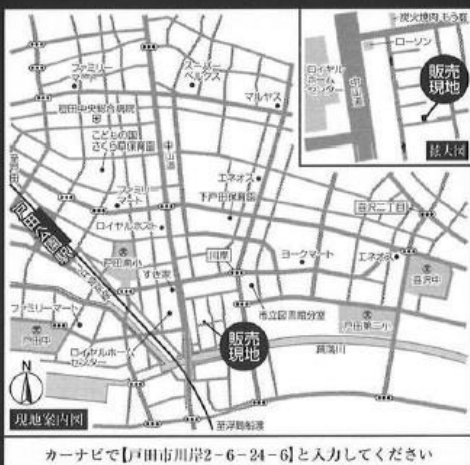 炭火焼肉 もう馬
ローソン
ロイヤル
ホーム
センター
中山道
販売
現地
拡大図
ファミリー
マート
スーパー
ベルクス
マルヤス
戸田中央総合病院
こどもの国
さくら草保育園
中山道
エネオス
下戸田保育園
ファミリー
マート
喜沢二丁目
ロイヤルホスト
戸田公園駅
戸田南小
川岸
ヨークマート
エネオス
喜沢中
すき家
ファミリーマート
市立図書館分室
戸田第二小
戸田中
販売
現地
ロイヤルホーム
センター
菖蒲川
N
現地案内図
至浮間船渡
カーナビで【戸田市川岸2-6-24-6】と入力してください